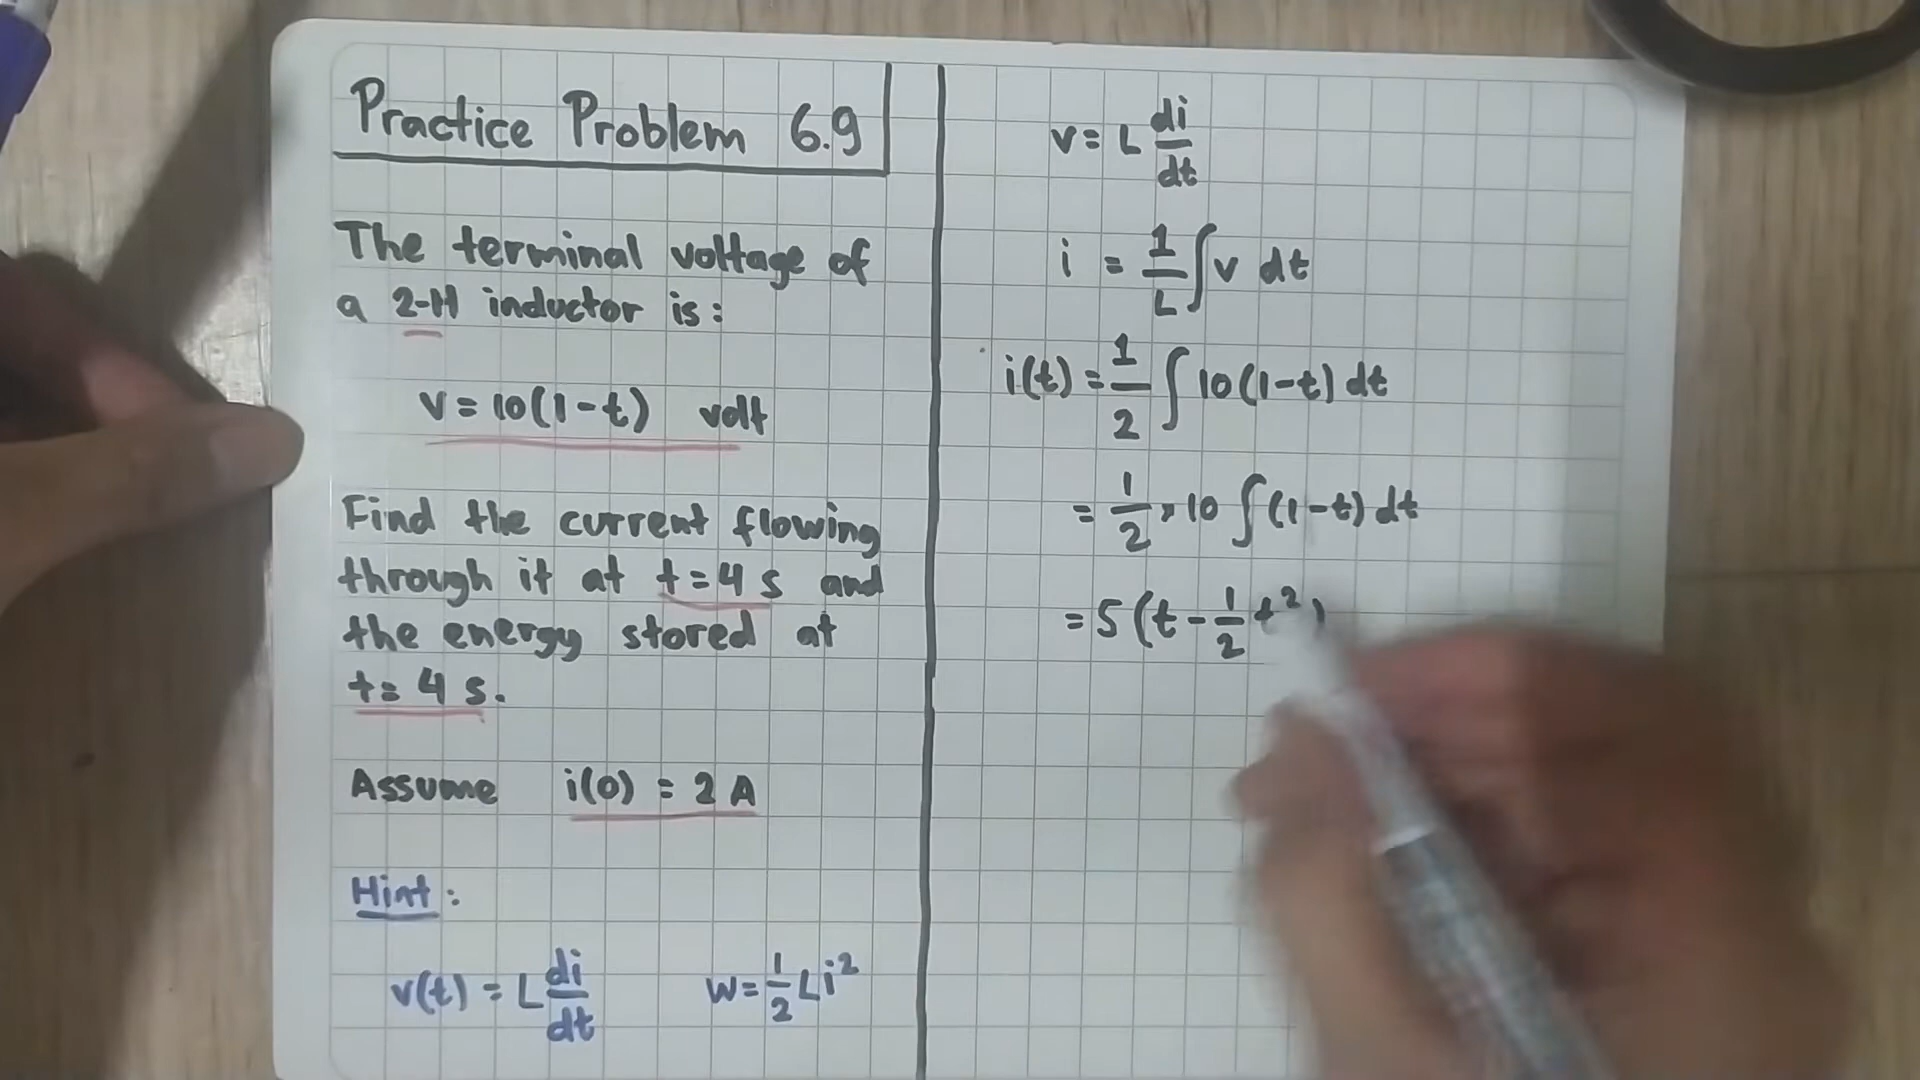 Practice Problem 6.9
The terminal voltage of
a 2-H inductor is:
v = 10(1-t) volt
Find the current flowing
through it at t = 4 s and
the energy stored at
t = 4 s.
Assume i(0) = 2 A
Hint:
v(t) = L di/dt w = 1/2 Li²
v = L di/dt
i = 1/L ∫ v dt
i(t) = 1/2 ∫ 10(1-t) dt
= 1/2 · 10 ∫ (1-t) dt
= 5 (t - 1/2 t²)